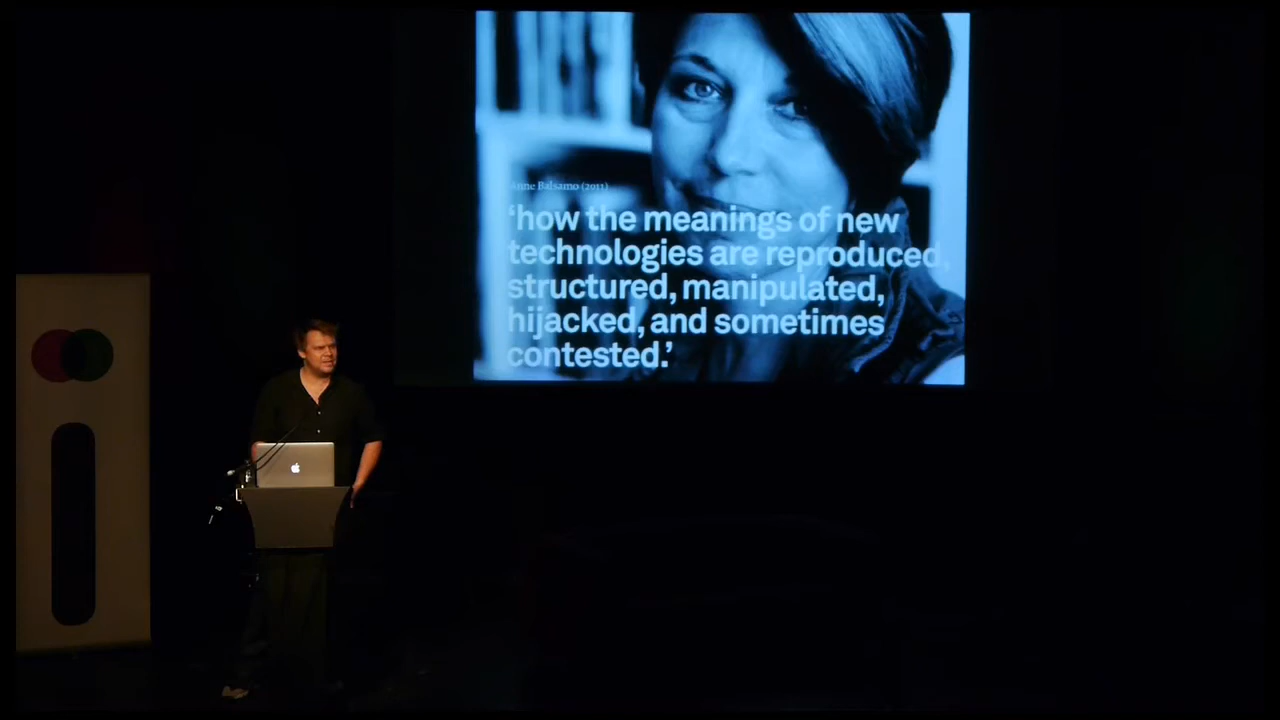 Anne Balsamo (2011)
‘how the meanings of new
technologies are reproduced,
structured, manipulated,
hijacked, and sometimes
contested.’